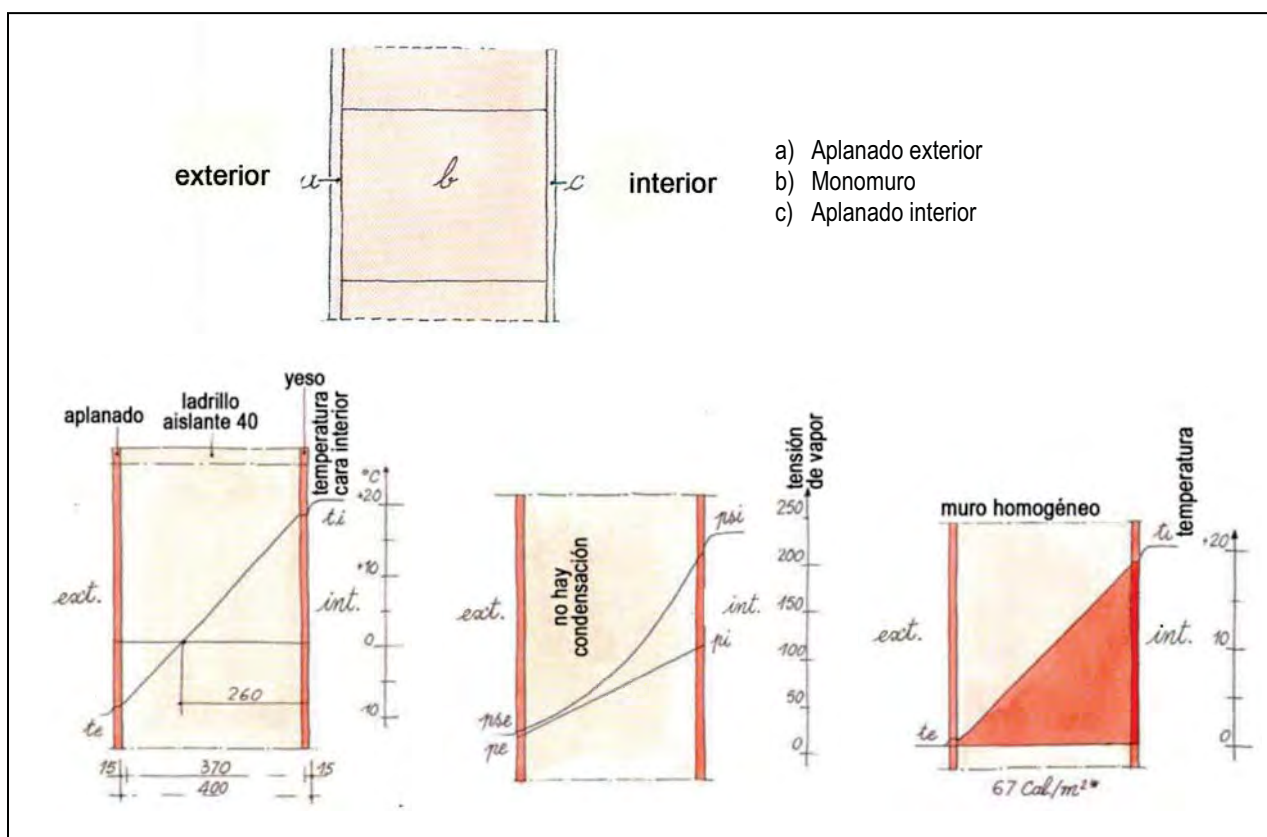 exterior
a
b
c
interior
a) Aplanado exterior
b) Monomuro
c) Aplanado interior
aplanado
ladrillo
aislante 40
yeso
temperatura
cara interior
°C
+20
+10
0
-10
ti
ext.
int.
260
te
15
370
15
400
tensión
de vapor
250
200
150
100
50
0
no hay
condensación
psi
ext.
int.
pi
pse
pe
muro homogéneo
temperatura
ti
+20
10
0
ext.
int.
te
67 Cal/m²*